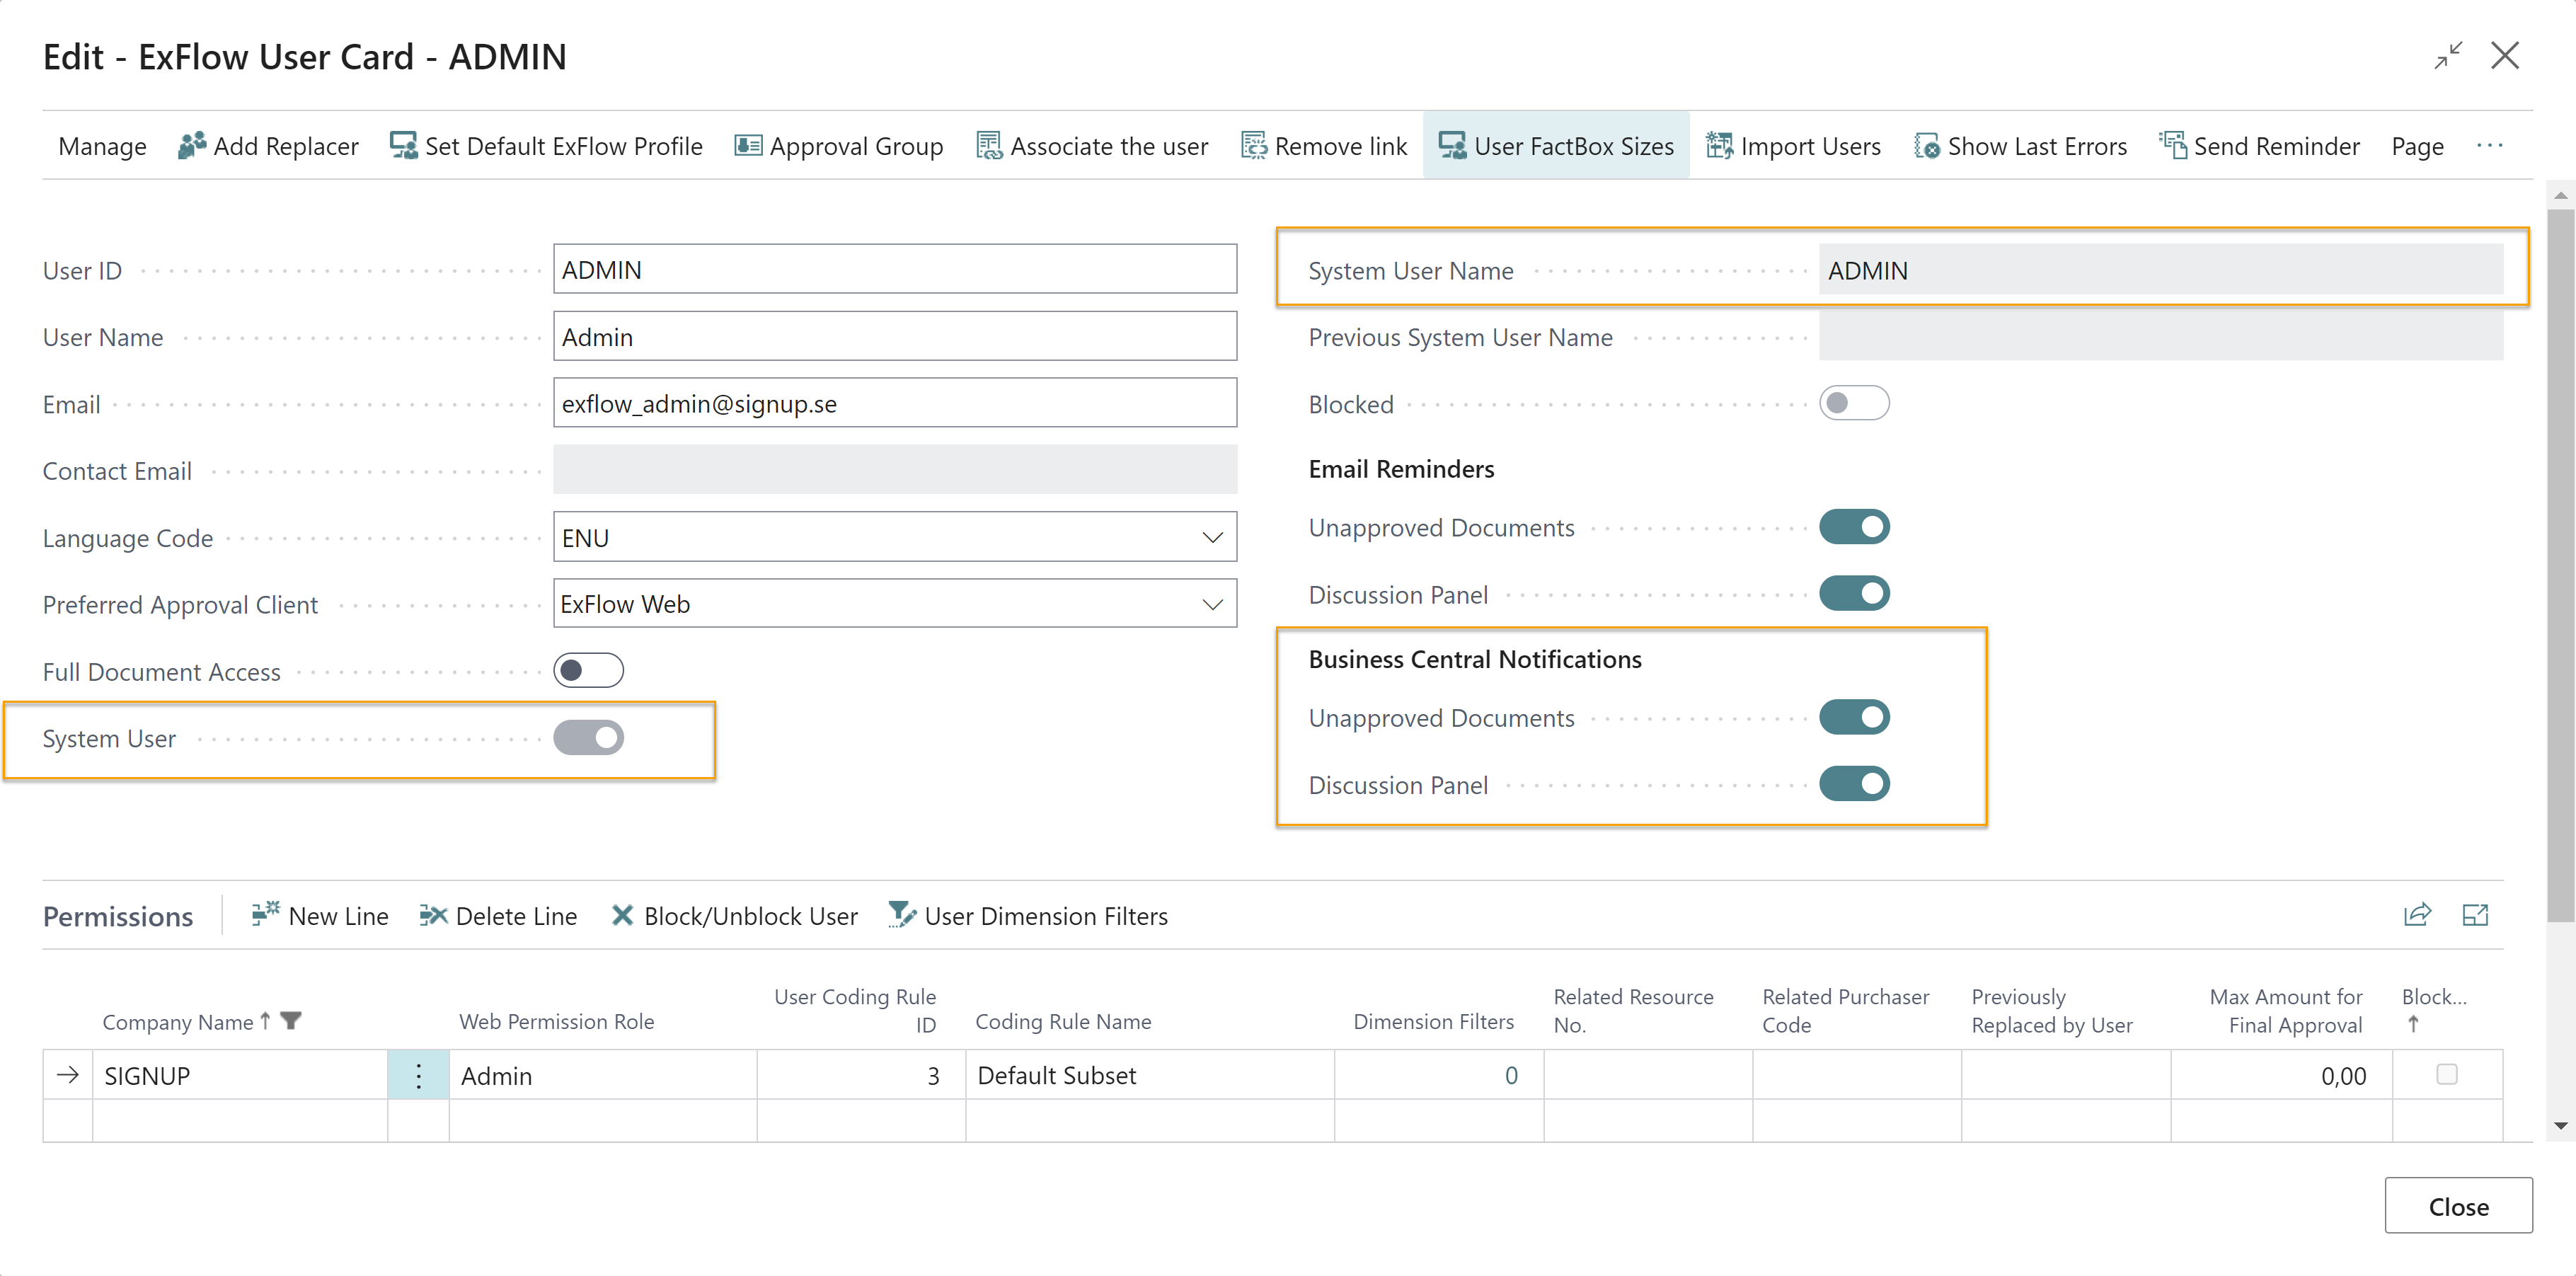 Edit - ExFlow User Card - ADMIN
Manage Add Replacer Set Default ExFlow Profile Approval Group Associate the user Remove link User FactBox Sizes Import Users Show Last Errors Send Reminder Page ...
User ID ADMIN
User Name Admin
Email exflow_admin@signup.se
Contact Email
Language Code ENU
Preferred Approval Client ExFlow Web
Full Document Access
System User
System User Name ADMIN
Previous System User Name
Blocked
Email Reminders
Unapproved Documents
Discussion Panel
Business Central Notifications
Unapproved Documents
Discussion Panel
Permissions New Line Delete Line Block/Unblock User User Dimension Filters
Company Name Web Permission Role User Coding Rule ID Coding Rule Name Dimension Filters Related Resource No. Related Purchaser Code Previously Replaced by User Max Amount for Final Approval Block...
SIGNUP Admin 3 Default Subset 0 0,00
Close